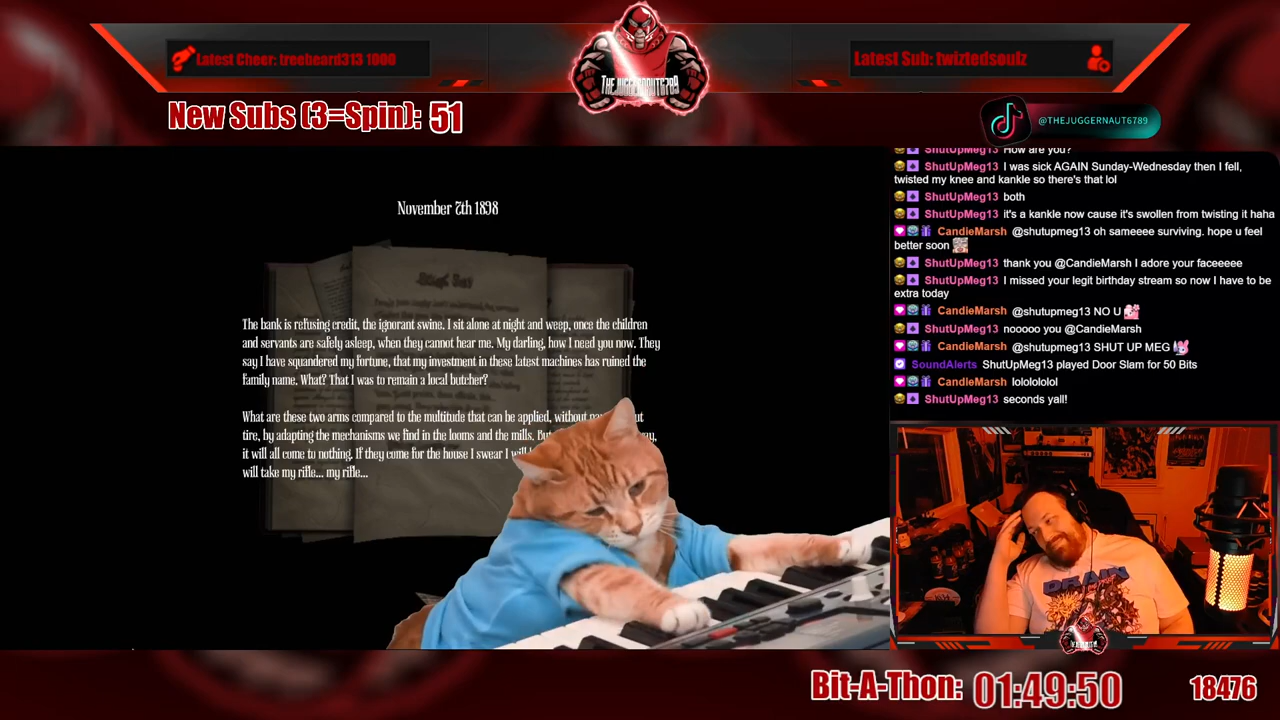 Latest Cheer: treebeard313 1000
Latest Sub: twiztedsoulz
THEJUGGERNAUT6789
New Subs (3=Spin): 51
@THEJUGGERNAUT6789
November 7th 1898
The bank is refusing credit, the ignorant swine. I sit alone at night and weep, once the children
and servants are safely asleep, when they cannot hear me. My darling, how I need you now. They
say I have squandered my fortune, that my investment in these latest machines has ruined the
family name. What? That I was to remain a local butcher?
What are these two arms compared to the multitude that can be applied, without
tire, by adapting the mechanisms we find in the looms and the mills.
it will all come to nothing. If they come for the house I swear I
will take my rifle... my rifle...
ShutUpMeg13 How are you?
ShutUpMeg13 I was sick AGAIN Sunday-Wednesday then I fell,
twisted my knee and kankle so there's that lol
ShutUpMeg13 both
ShutUpMeg13 it's a kankle now cause it's swollen from twisting it haha
CandieMarsh @shutupmeg13 oh sameeee surviving. hope u feel
better soon
ShutUpMeg13 thank you @CandieMarsh I adore your faceeeee
ShutUpMeg13 I missed your legit birthday stream so now I have to be
extra today
CandieMarsh @shutupmeg13 NO U
ShutUpMeg13 nooooo you @CandieMarsh
CandieMarsh @shutupmeg13 SHUT UP MEG
SoundAlerts ShutUpMeg13 played Door Slam for 50 Bits
CandieMarsh lolololol
ShutUpMeg13 seconds yall!
DRAIN
Bit-A-Thon: 01:49:50
18476